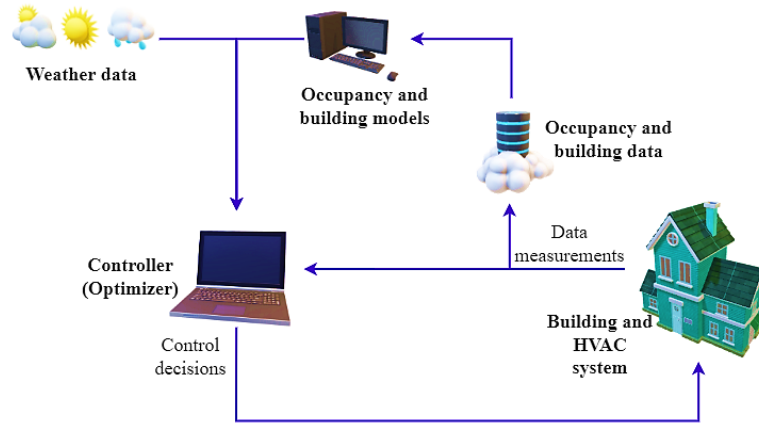 Weather data
Occupancy and
building models
Occupancy and
building data
Data
measurements
Controller
(Optimizer)
Building and
HVAC
system
Control
decisions